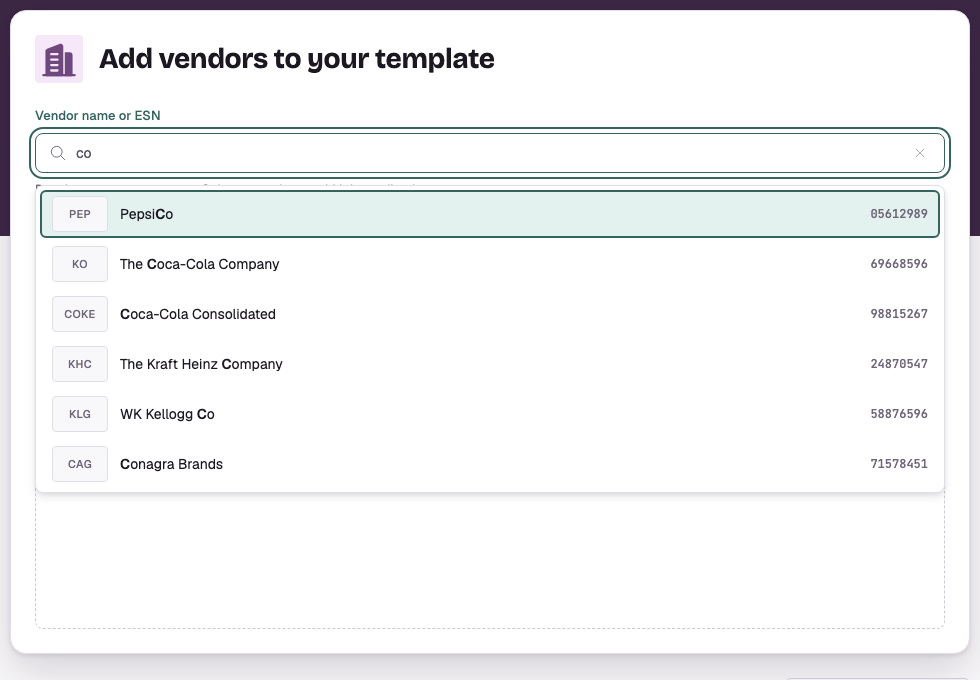 Add vendors to your template
Vendor name or ESN
co
PEP PepsiCo 05612989
KO The Coca-Cola Company 69668596
COKE Coca-Cola Consolidated 98815267
KHC The Kraft Heinz Company 24870547
KLG WK Kellogg Co 58876596
CAG Conagra Brands 71578451